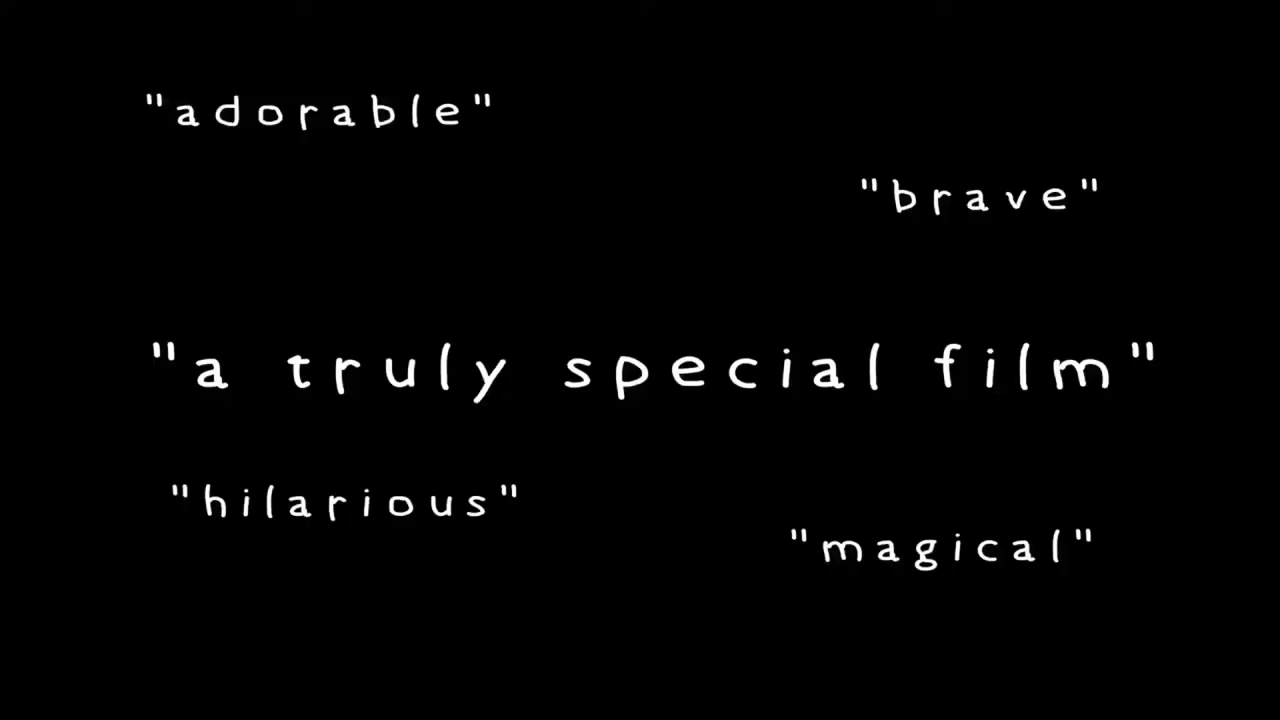 "adorable"
"brave"
"a truly special film"
"hilarious"
"magical"